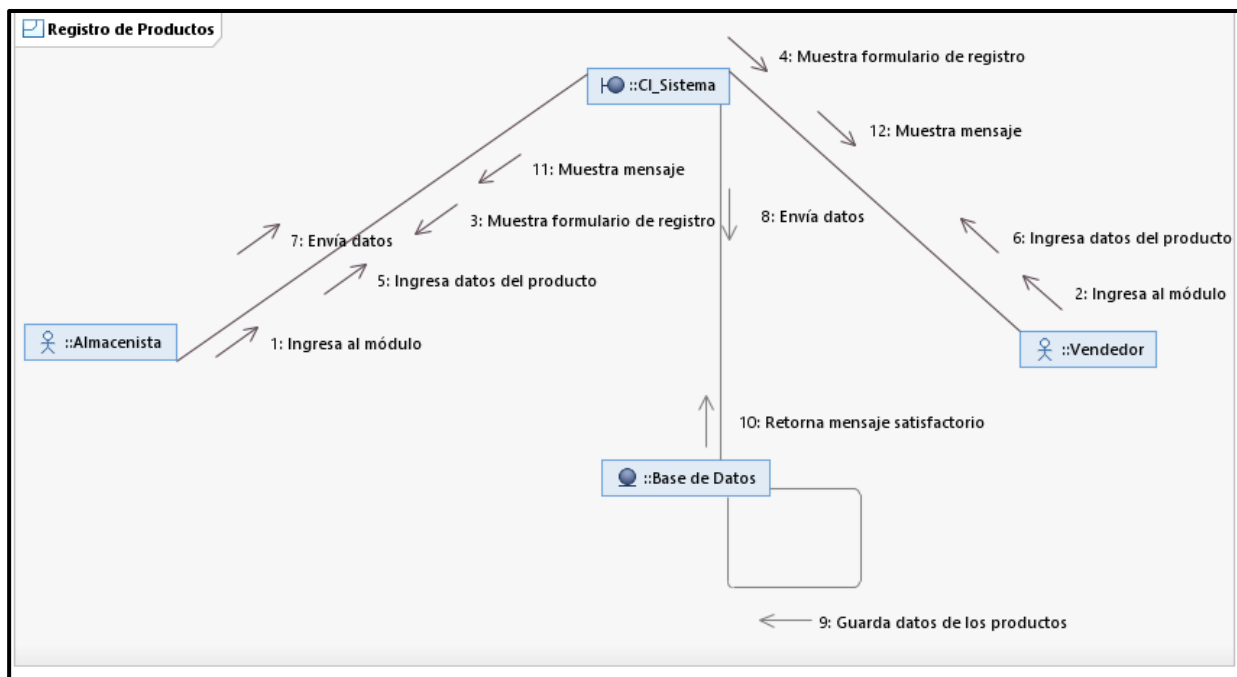 Registro de Productos
4: Muestra formulario de registro
::CI_Sistema
12: Muestra mensaje
11: Muestra mensaje
3: Muestra formulario de registro
8: Envía datos
7: Envía datos
6: Ingresa datos del producto
5: Ingresa datos del producto
2: Ingresa al módulo
::Almacenista
1: Ingresa al módulo
::Vendedor
10: Retorna mensaje satisfactorio
::Base de Datos
9: Guarda datos de los productos